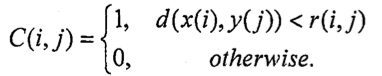 C(i, j) = { 1, d(x(i), y(j)) < r(i, j)
0, otherwise.